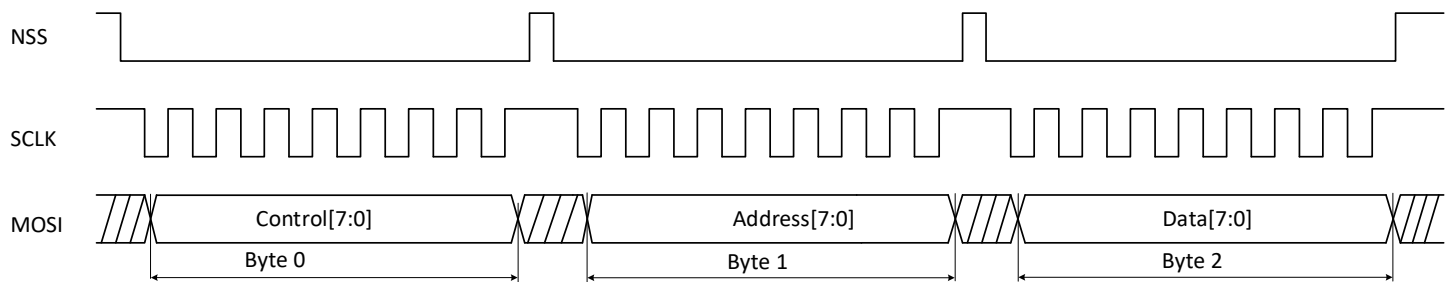 NSS
SCLK
MOSI Control[7:0] Address[7:0] Data[7:0]
Byte 0 Byte 1 Byte 2